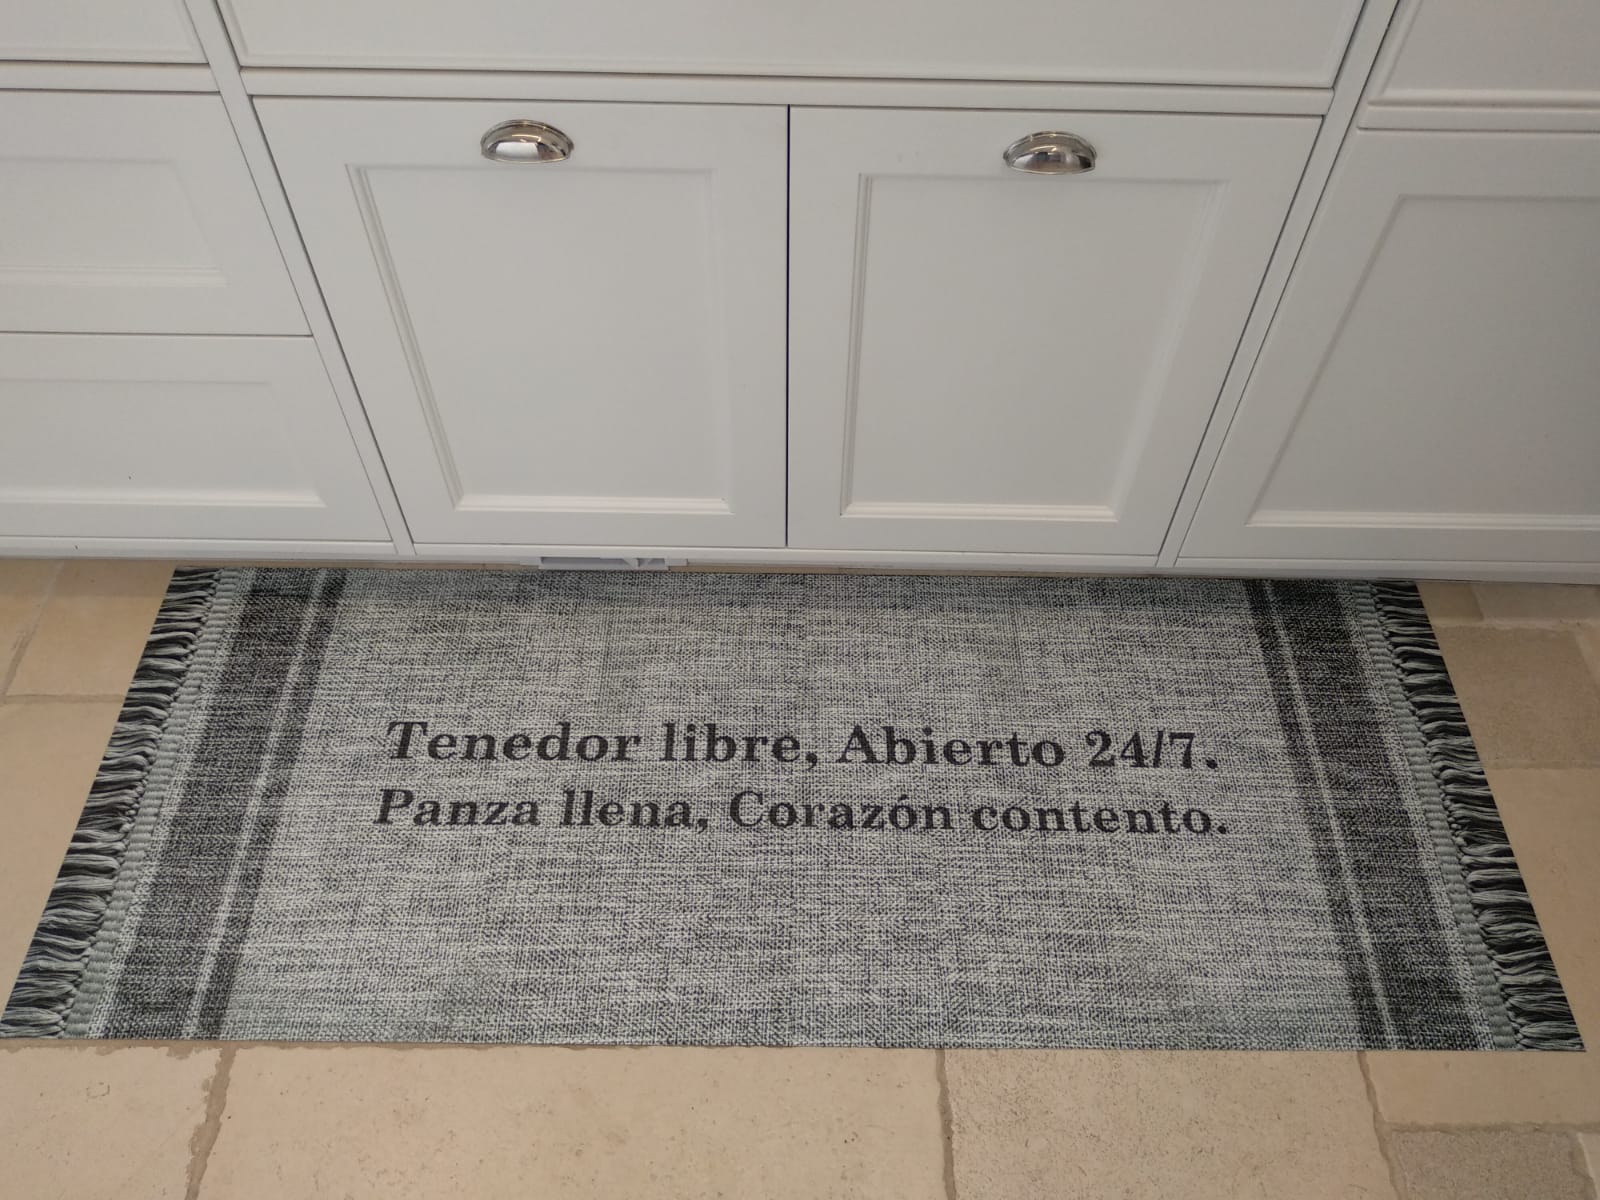 Tenedor libre, Abierto 24/7.
Panza llena, Corazón contento.